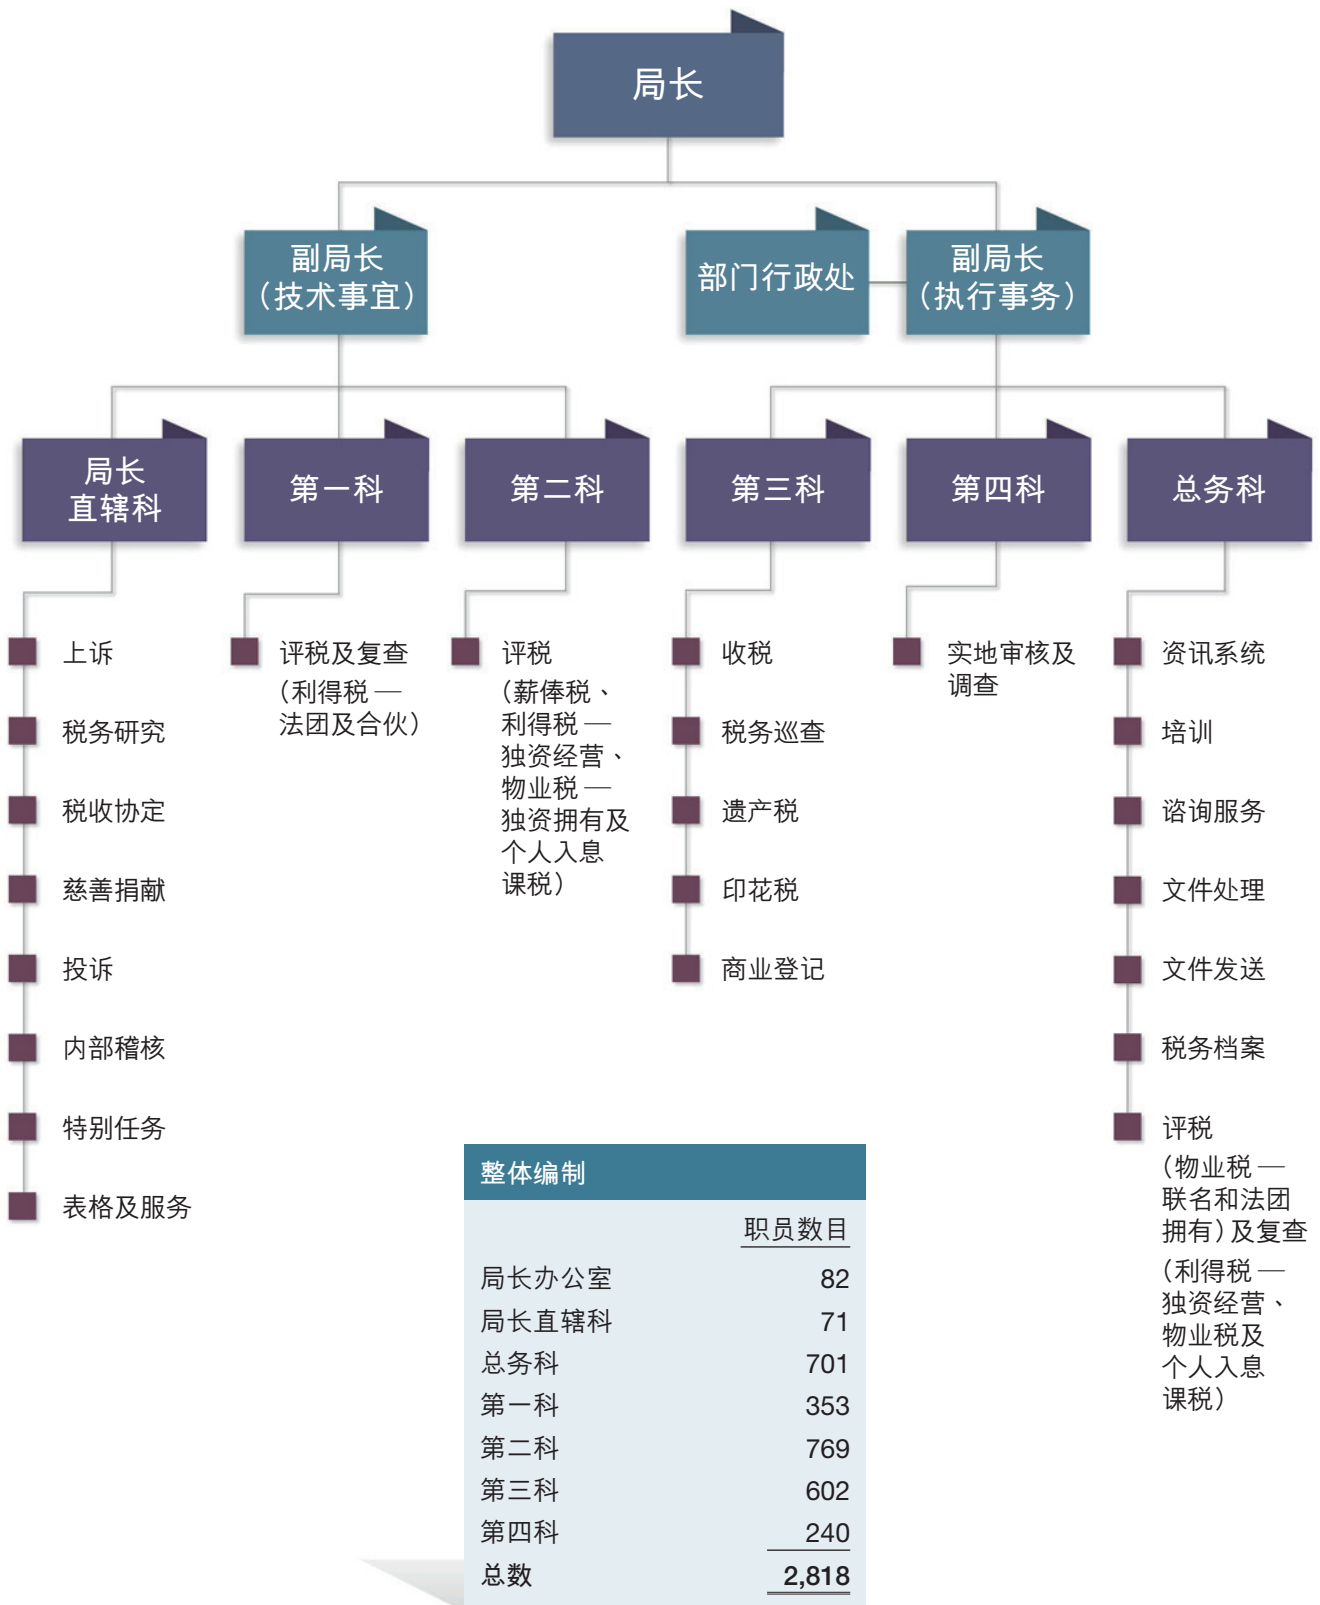 局长
副局长
（技术事宜）
部门行政处
副局长
（执行事务）
局长
直辖科
第一科
第二科
第三科
第四科
总务科
上诉
税务研究
税收协定
慈善捐献
投诉
内部稽核
特别任务
表格及服务
评税及复查
（利得税 —
法团及合伙）
评税
（薪俸税、
利得税 —
独资经营、
物业税 —
独资拥有及
个人入息
课税）
收税
税务巡查
遗产税
印花税
商业登记
实地审核及
调查
资讯系统
培训
谘询服务
文件处理
文件发送
税务档案
评税
（物业税 —
联名和法团
拥有）及复查
（利得税 —
独资经营、
物业税及
个人入息
课税）
整体编制
职员数目
局长办公室 82
局长直辖科 71
总务科 701
第一科 353
第二科 769
第三科 602
第四科 240
总数 2,818